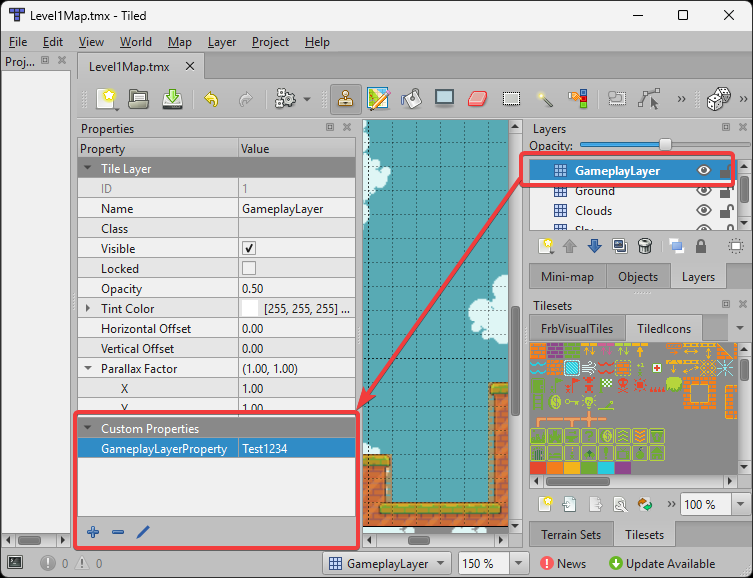 Level1Map.tmx - Tiled
File Edit View World Map Layer Project Help
Proj...
Level1Map.tmx
Properties
Property Value
Tile Layer
ID 1
Name GameplayLayer
Class
Visible
Locked
Opacity 0.50
Tint Color [255, 255, 255] ...
Horizontal Offset 0.00
Vertical Offset 0.00
Parallax Factor (1.00, 1.00)
X 1.00
Y 1.00
Custom Properties
GameplayLayerProperty Test1234
Layers
Opacity:
GameplayLayer
Ground
Clouds
Sky
Mini-map Objects Layers
Tilesets
FrbVisualTiles TiledIcons
100 %
Terrain Sets Tilesets
0 0
GameplayLayer
150 %
News
Update Available